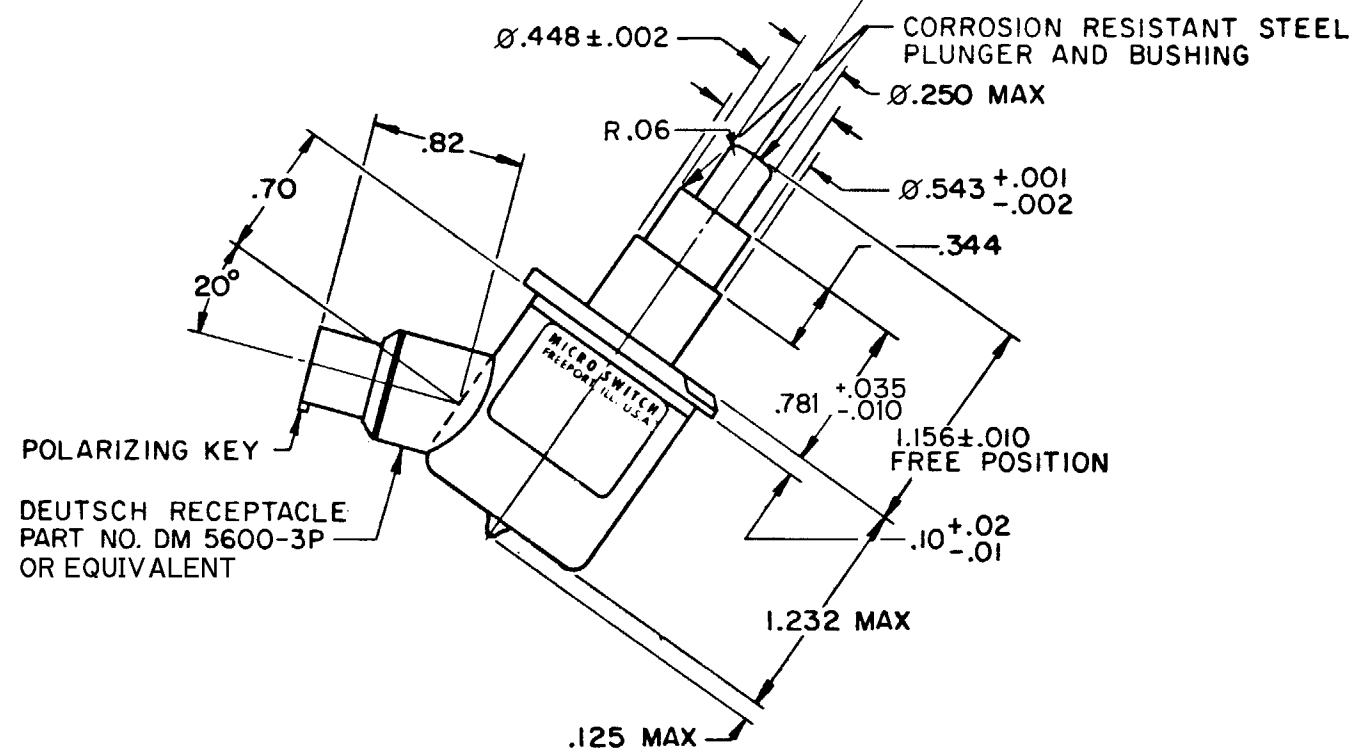 Ø.448±.002
CORROSION RESISTANT STEEL
PLUNGER AND BUSHING
Ø.250 MAX
R.06
.82
.70
Ø.543 +.001
-.002
.344
20°
MICRO SWITCH
FREEPORT, ILL. U.S.A
.781 +.035
-.010
1.156±.010
FREE POSITION
POLARIZING KEY
DEUTSCH RECEPTACLE
PART NO. DM 5600-3P
OR EQUIVALENT
.10 +.02
-.01
1.232 MAX
.125 MAX